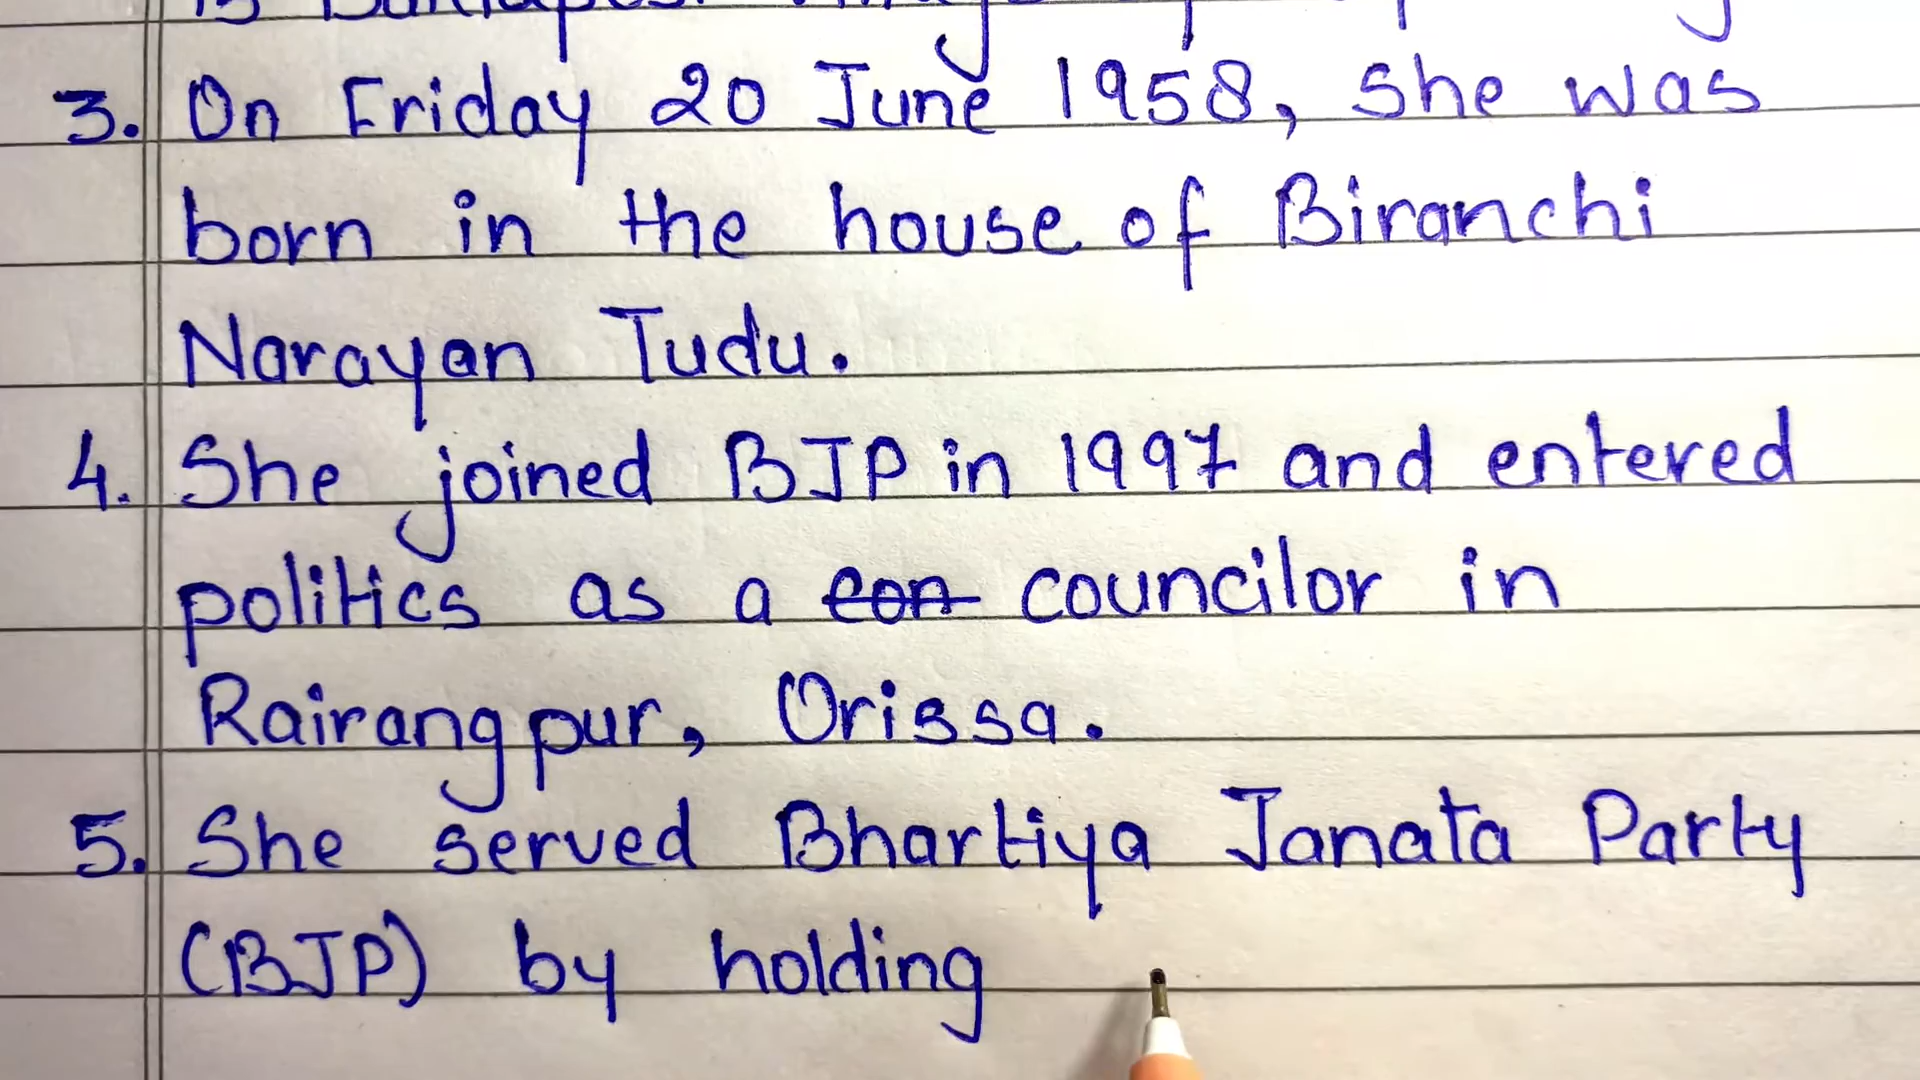 3. On Friday 20 June 1958, she was
born in the house of Biranchi
Narayan Tudu.
4. She joined BJP in 1997 and entered
politics as a councilor in
Rairangpur, Orissa.
5. She served Bhartiya Janata Party
(BJP) by holding